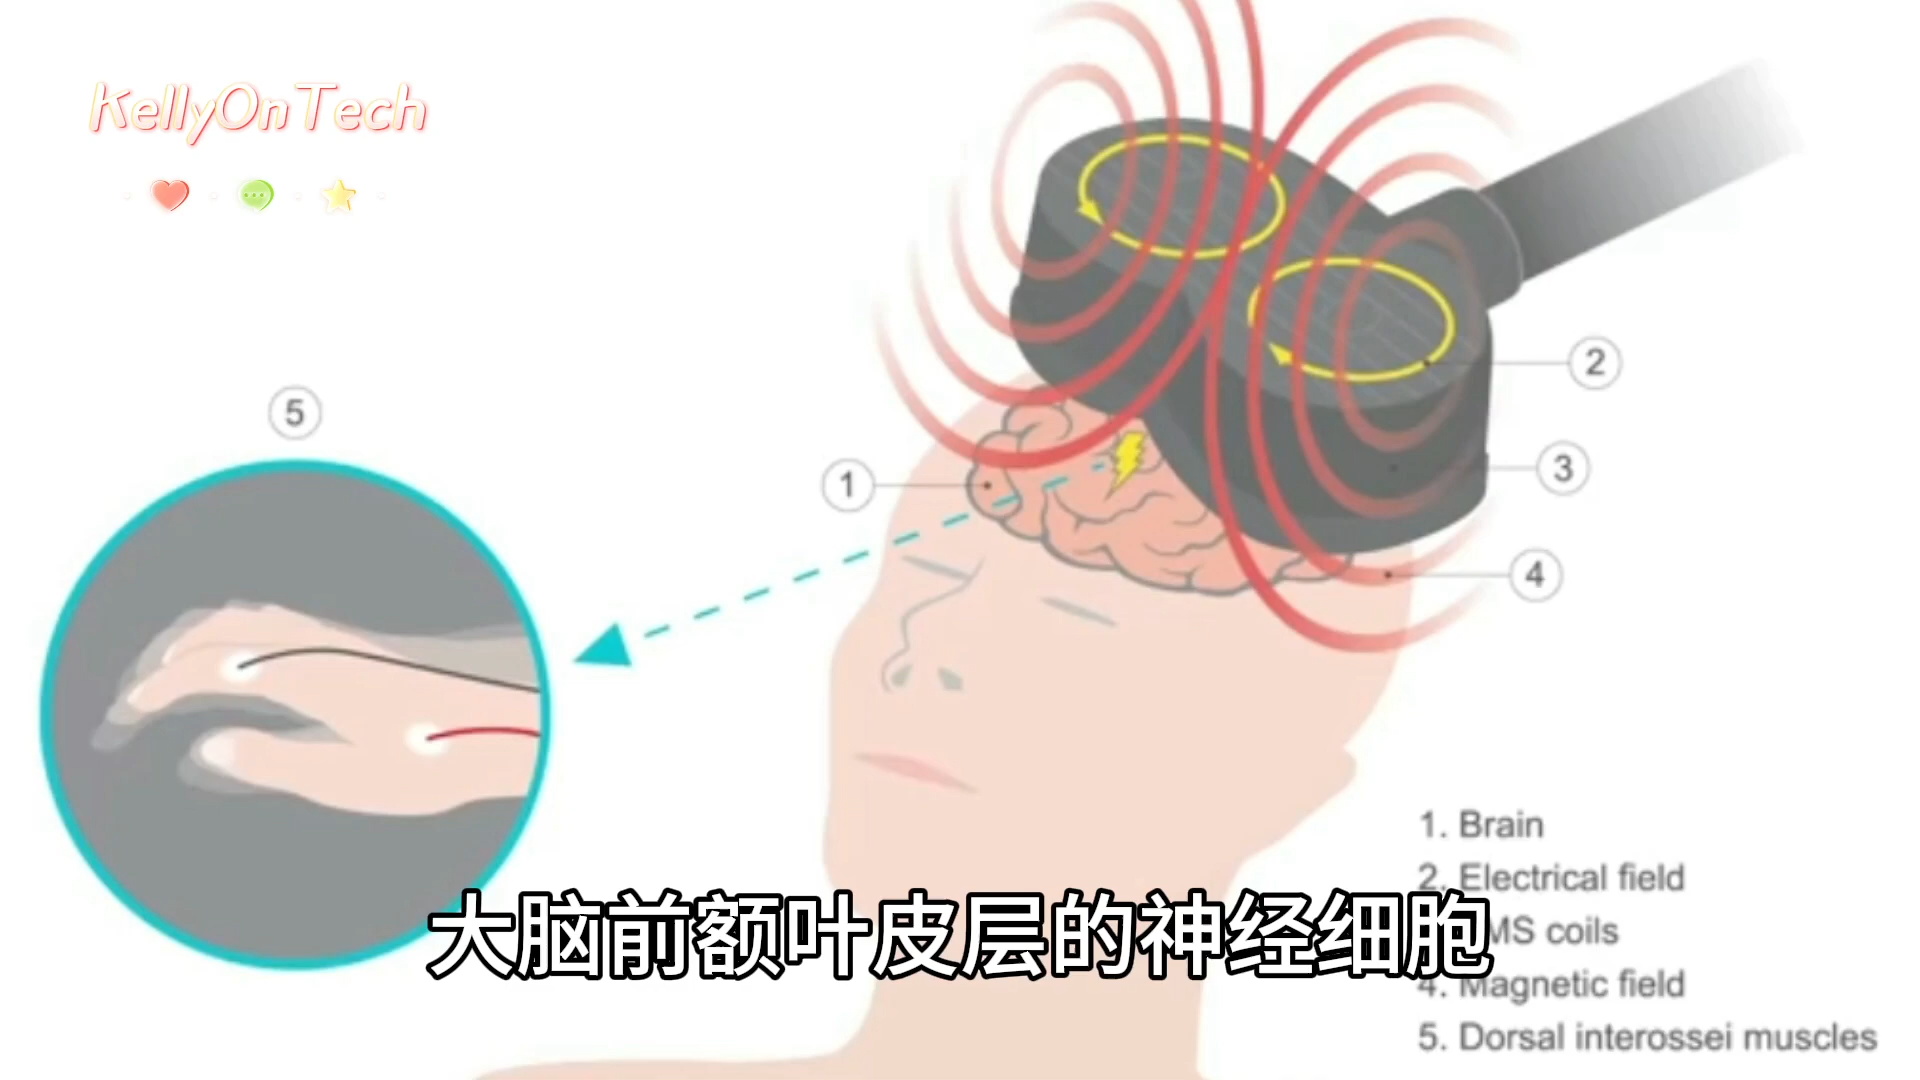 KellyOnTech
5
1
2
3
4
1. Brain
2. Electrical field
MS coils
4. Magnetic field
5. Dorsal interossei muscles
大脑前额叶皮层的神经细胞